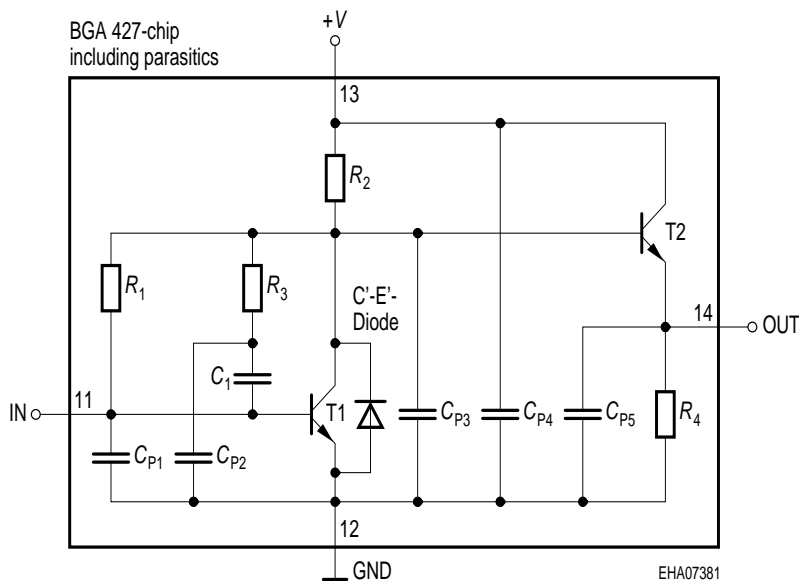 BGA 427-chip
including parasitics
+V
13
R2
T2
R1
R3
C'-E'-
Diode
14
OUT
C1
11
IN
T1
CP1
CP2
CP3
CP4
CP5
R4
12
GND
EHA07381